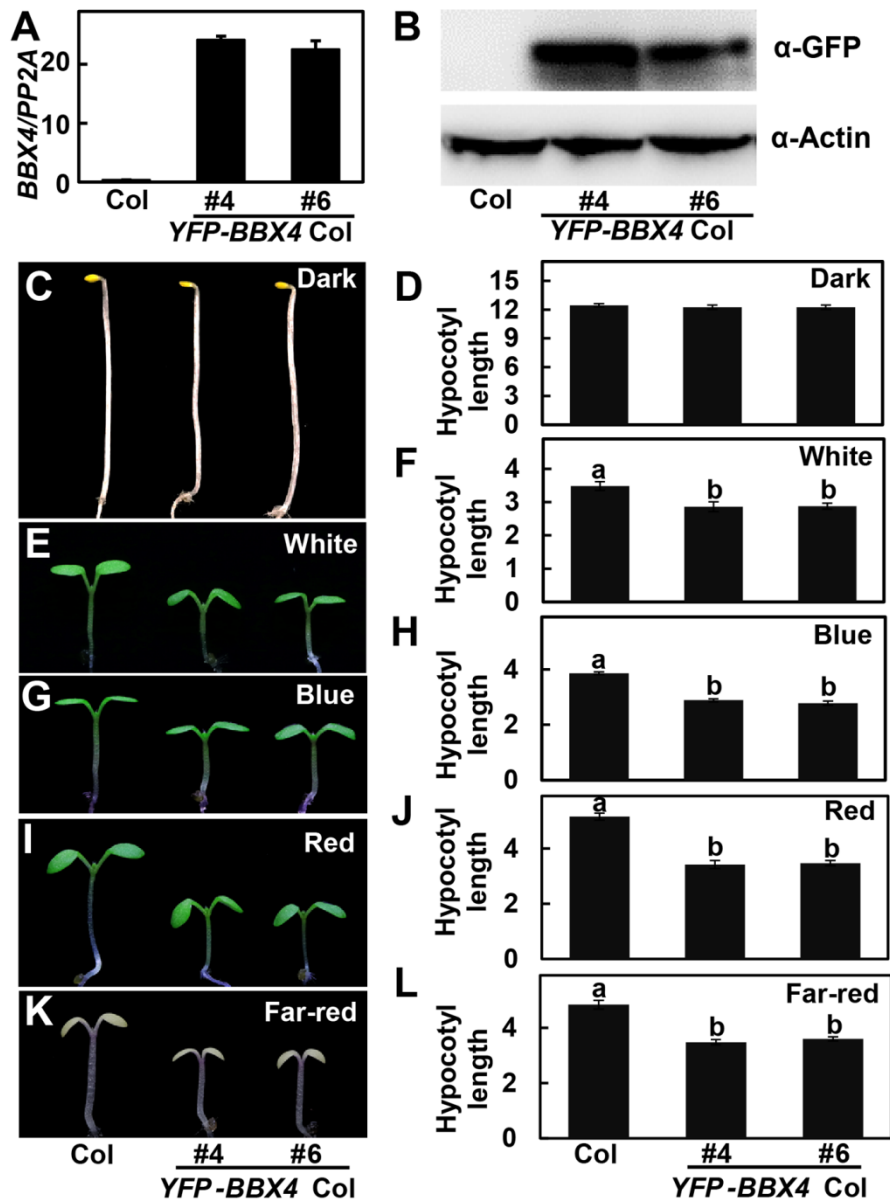 A
BBX4/PP2A
20
10
0
Col
#4
#6
YFP-BBX4 Col
B
α-GFP
α-Actin
Col
#4
#6
YFP-BBX4 Col
C
Dark
D
Hypocotyl
length
15
12
9
6
3
0
Dark
E
White
F
Hypocotyl
length
4
3
2
1
0
a
b
b
White
G
Blue
H
Hypocotyl
length
4
2
0
a
b
b
Blue
I
Red
J
Hypocotyl
length
4
2
0
a
b
b
Red
K
Far-red
L
Hypocotyl
length
4
2
0
a
b
b
Far-red
Col
#4
#6
YFP-BBX4 Col
Col
#4
#6
YFP-BBX4 Col